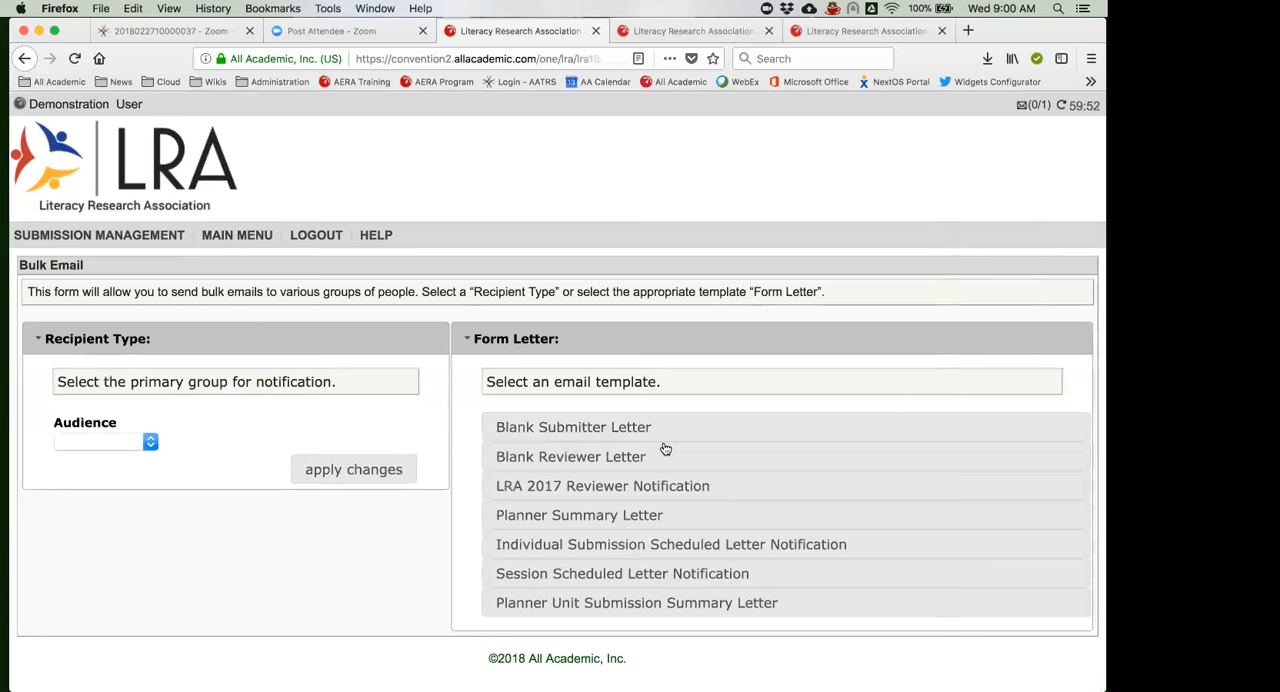 Firefox File Edit View History Bookmarks Tools Window Help 100% Wed 9:00 AM
2018022710000037 - Zoom Post Attendee - Zoom Literacy Research Association Literacy Research Association Literacy Research Association
All Academic, Inc. (US) https://convention2.allacademic.com/one/lra/lra18 Search
All Academic News Cloud Wikis Administration AERA Training AERA Program Login - AATRS 13 AA Calendar All Academic WebEx Microsoft Office NextOS Portal Widgets Configurator
Demonstration User (0/1) 59:52
LRA
Literacy Research Association
SUBMISSION MANAGEMENT MAIN MENU LOGOUT HELP
Bulk Email
This form will allow you to send bulk emails to various groups of people. Select a “Recipient Type” or select the appropriate template “Form Letter”.
Recipient Type: Form Letter:
Select the primary group for notification. Select an email template.
Audience
Blank Submitter Letter
Blank Reviewer Letter
apply changes
LRA 2017 Reviewer Notification
Planner Summary Letter
Individual Submission Scheduled Letter Notification
Session Scheduled Letter Notification
Planner Unit Submission Summary Letter
©2018 All Academic, Inc.